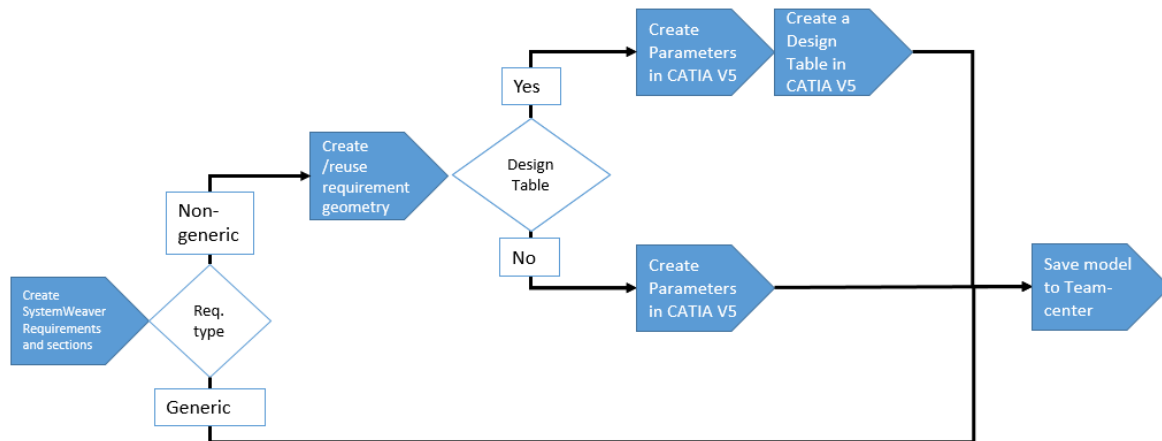 Create
Parameters
in CATIA V5
Create a
Design
Table in
CATIA V5
Yes
Create
/reuse
requirement
geometry
Design
Table
Non-
generic
No
Create
Parameters
in CATIA V5
Save model
to Team-
center
Create
SystemWeaver
Requirements
and sections
Req.
type
Generic